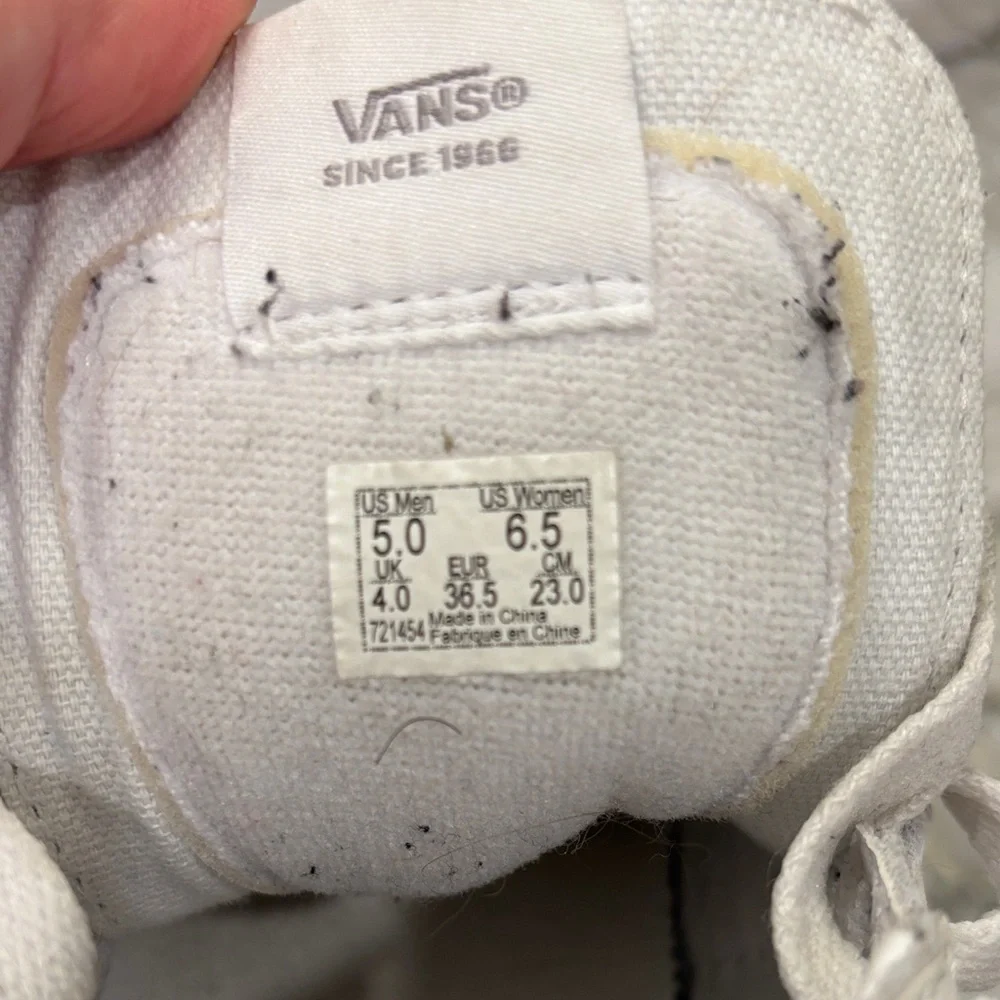 VANS®
SINCE 1966
US Men US Women
5.0 6.5
UK EUR CM
4.0 36.5 23.0
721454 Made in China
Fabrique en Chine